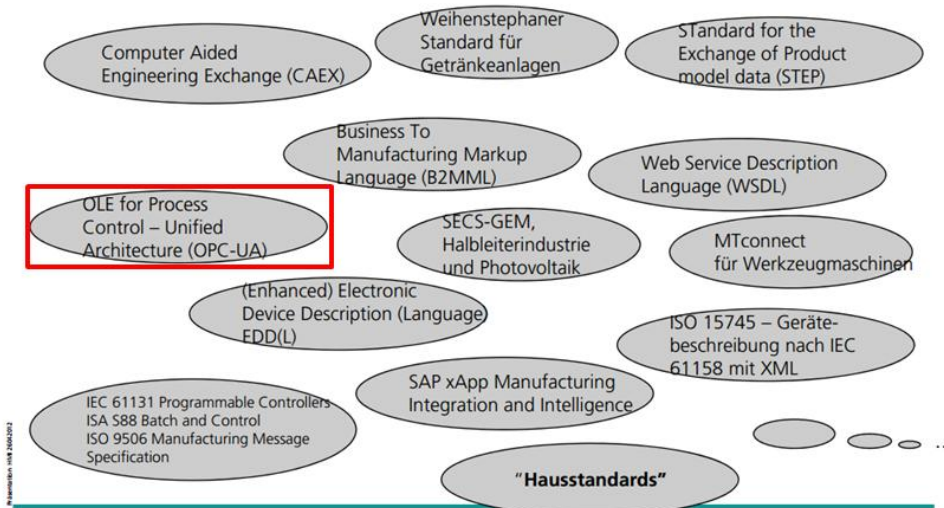 Computer Aided
Engineering Exchange (CAEX)
Weihenstephaner
Standard für
Getränkeanlagen
STandard for the
Exchange of Product
model data (STEP)
Business To
Manufacturing Markup
Language (B2MML)
Web Service Description
Language (WSDL)
OLE for Process
Control – Unified
Architecture (OPC-UA)
SECS-GEM,
Halbleiterindustrie
und Photovoltaik
MTconnect
für Werkzeugmaschinen
(Enhanced) Electronic
Device Description (Language
EDD(L)
ISO 15745 – Geräte-
beschreibung nach IEC
61158 mit XML
SAP xApp Manufacturing
Integration and Intelligence
IEC 61131 Programmable Controllers
ISA S88 Batch and Control
ISO 9506 Manufacturing Message
Specification
...
"Hausstandards"